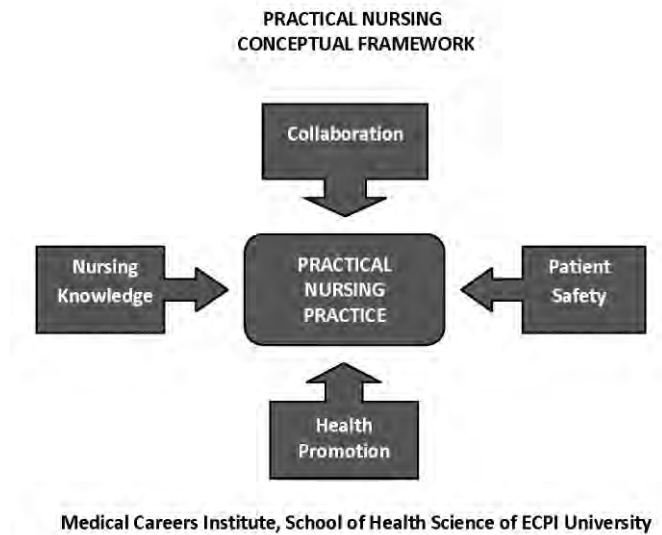 PRACTICAL NURSING
CONCEPTUAL FRAMEWORK
Collaboration
Nursing
Knowledge
PRACTICAL
NURSING
PRACTICE
Patient
Safety
Health
Promotion
Medical Careers Institute, School of Health Science of ECPI University